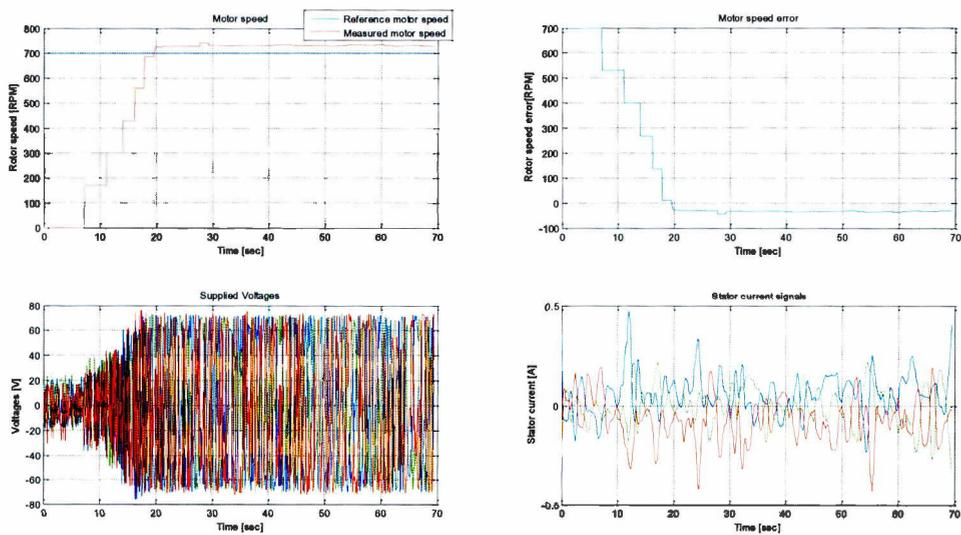 Motor speed
Reference motor speed
Measured motor speed
Rotor speed [RPM]
800
700
600
500
400
300
200
100
0
0 10 20 30 40 50 60 70
Time [sec]
Motor speed error
Rotor speed error[RPM]
700
600
500
400
300
200
100
0
-100
0 10 20 30 40 50 60 70
Time [sec]
Supplied Voltages
Voltages [V]
80
60
40
20
0
-20
-40
-60
-80
0 10 20 30 40 50 60 70
Time [sec]
Stator current signals
Stator current [A]
0.5
0
-0.5
0 10 20 30 40 50 60 70
Time [sec]